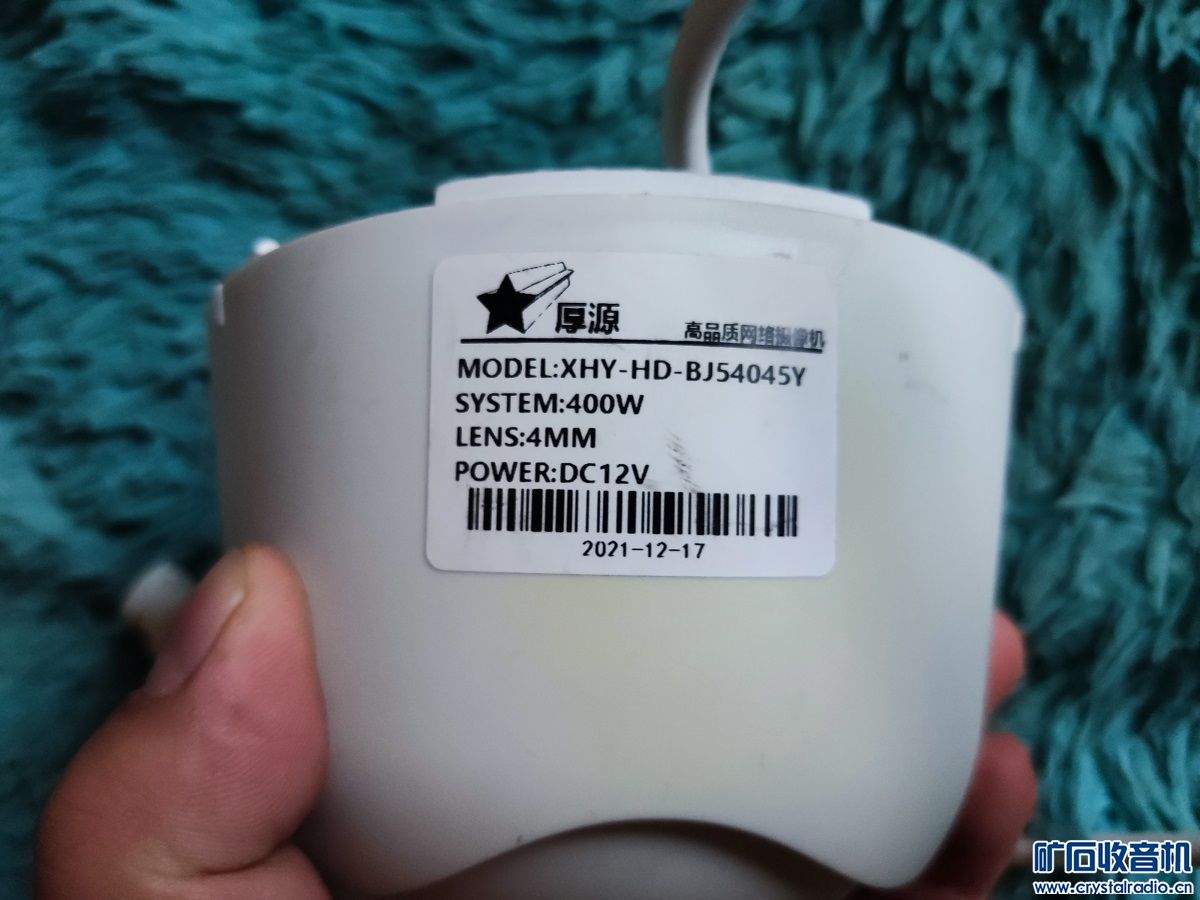 厚源
高品质网络摄像机
MODEL:XHY-HD-BJ54045Y
SYSTEM:400W
LENS:4MM
POWER:DC12V
2021-12-17
矿石收音机
www.crystalradio.cn